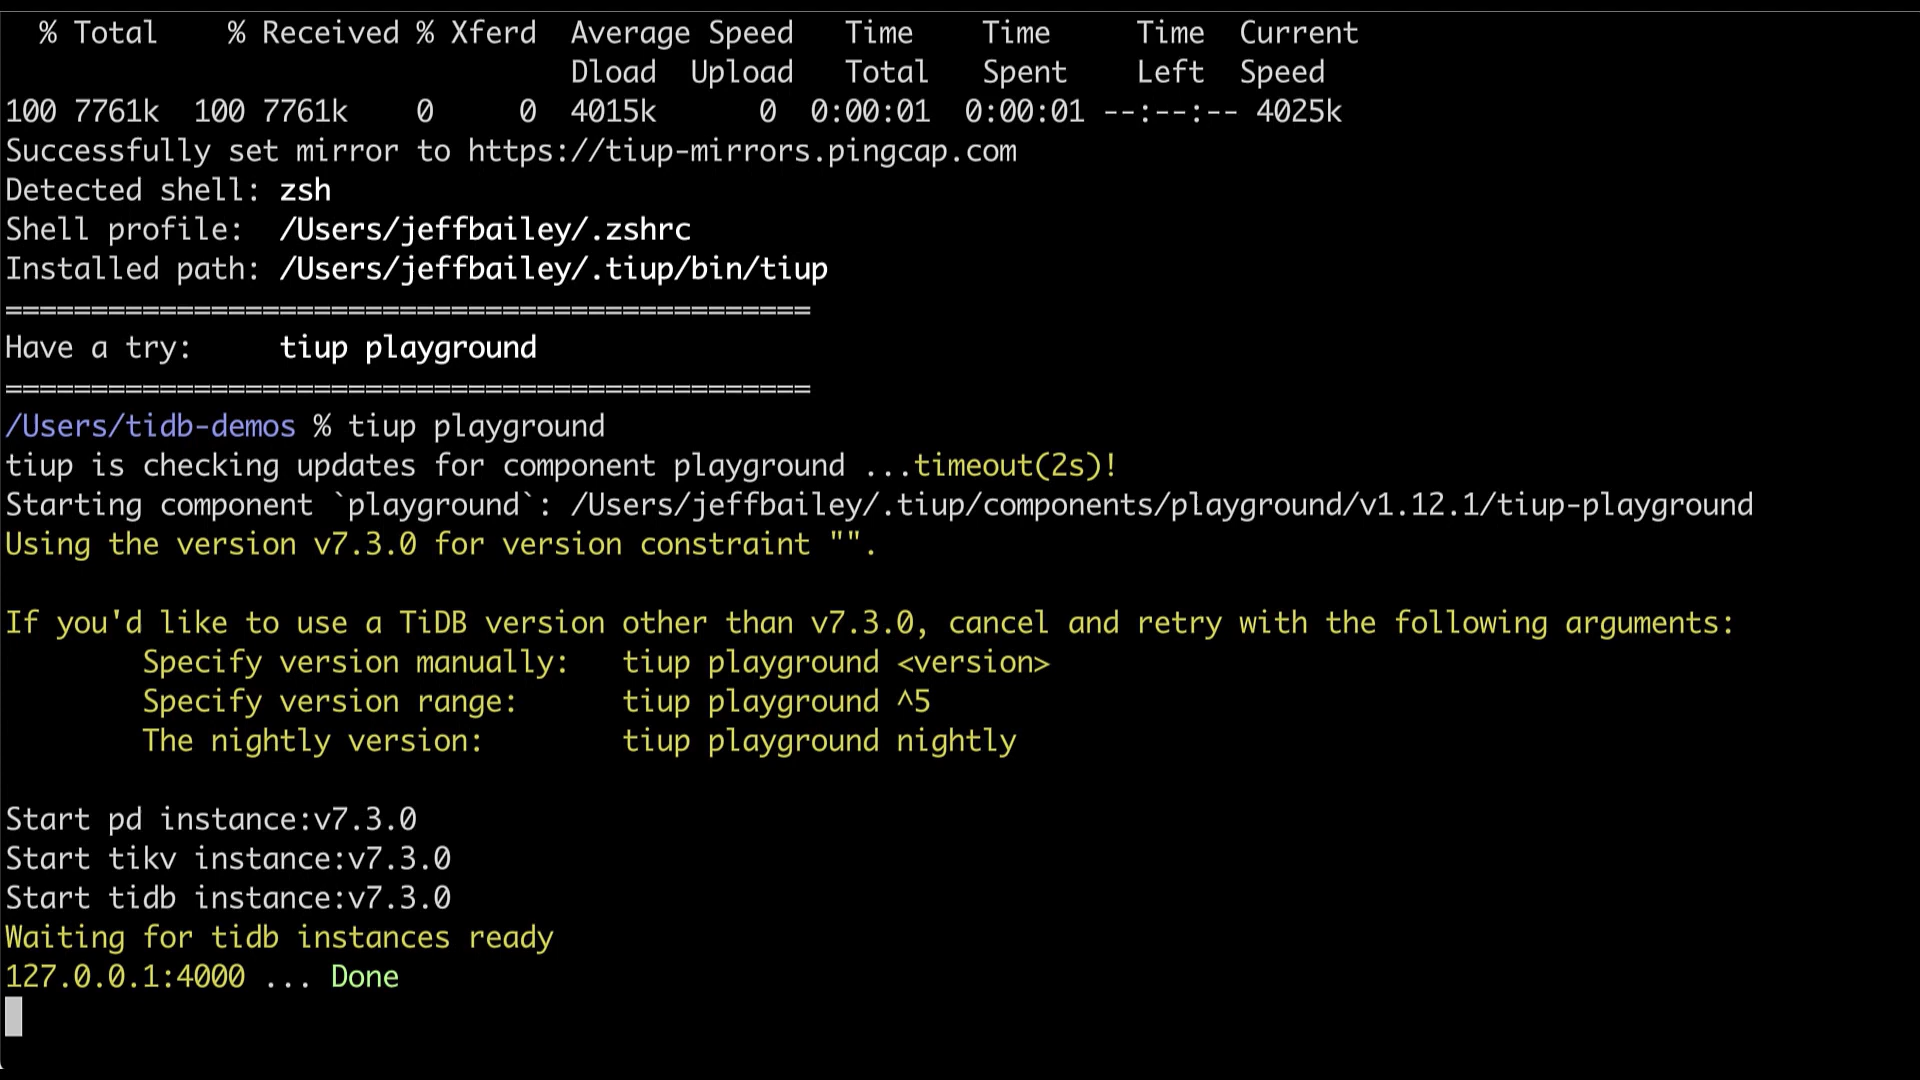 % Total % Received % Xferd Average Speed Time Time Time Current
Dload Upload Total Spent Left Speed
100 7761k 100 7761k 0 0 4015k 0 0:00:01 0:00:01 --:--:-- 4025k
Successfully set mirror to https://tiup-mirrors.pingcap.com
Detected shell: zsh
Shell profile: /Users/jeffbailey/.zshrc
Installed path: /Users/jeffbailey/.tiup/bin/tiup
===============================================
Have a try: tiup playground
===============================================
/Users/tidb-demos % tiup playground
tiup is checking updates for component playground ...timeout(2s)!
Starting component `playground`: /Users/jeffbailey/.tiup/components/playground/v1.12.1/tiup-playground
Using the version v7.3.0 for version constraint "".
If you'd like to use a TiDB version other than v7.3.0, cancel and retry with the following arguments:
Specify version manually: tiup playground <version>
Specify version range: tiup playground ^5
The nightly version: tiup playground nightly
Start pd instance:v7.3.0
Start tikv instance:v7.3.0
Start tidb instance:v7.3.0
Waiting for tidb instances ready
127.0.0.1:4000 ... Done